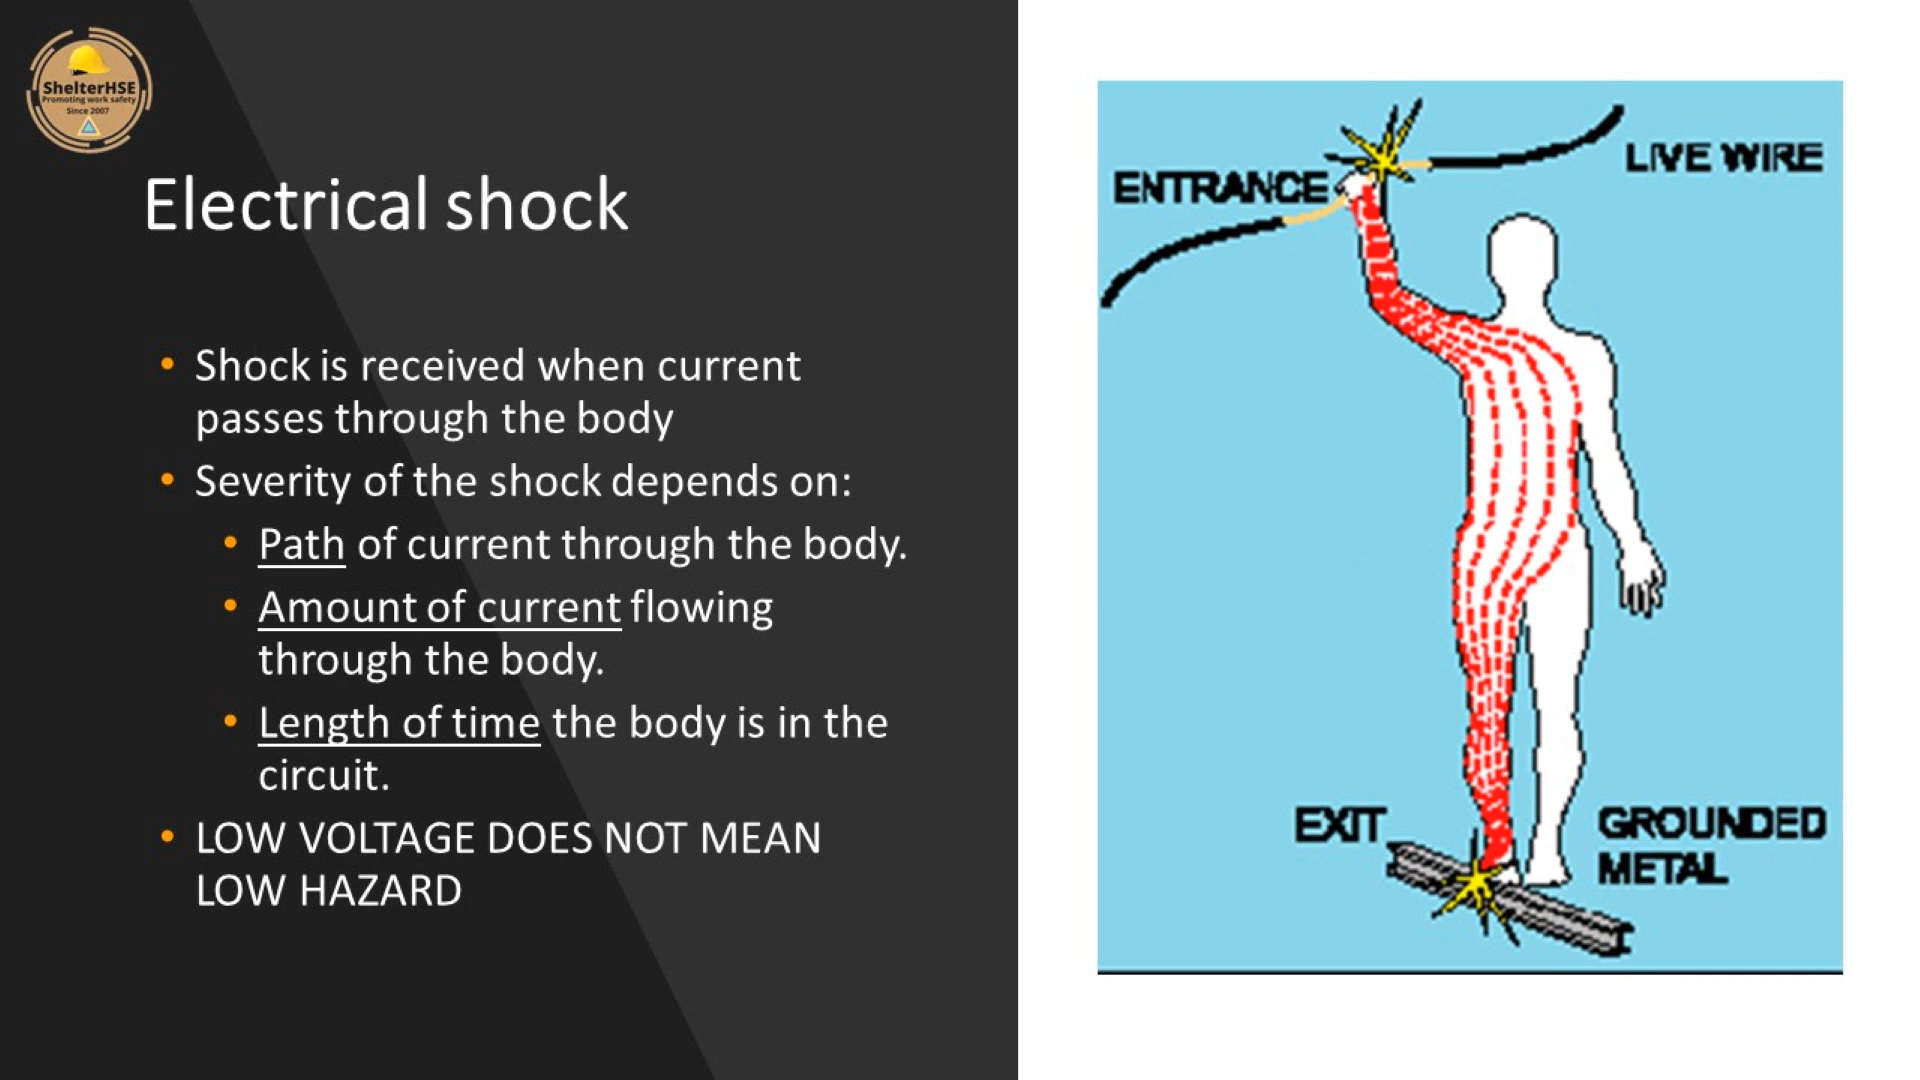 ShelterHSE
Promoting work safety
Since 2007
Electrical shock
• Shock is received when current
passes through the body
• Severity of the shock depends on:
• Path of current through the body.
• Amount of current flowing
through the body.
• Length of time the body is in the
circuit.
• LOW VOLTAGE DOES NOT MEAN
LOW HAZARD
LIVE WIRE
ENTRANCE
EXIT
GROUNDED
METAL